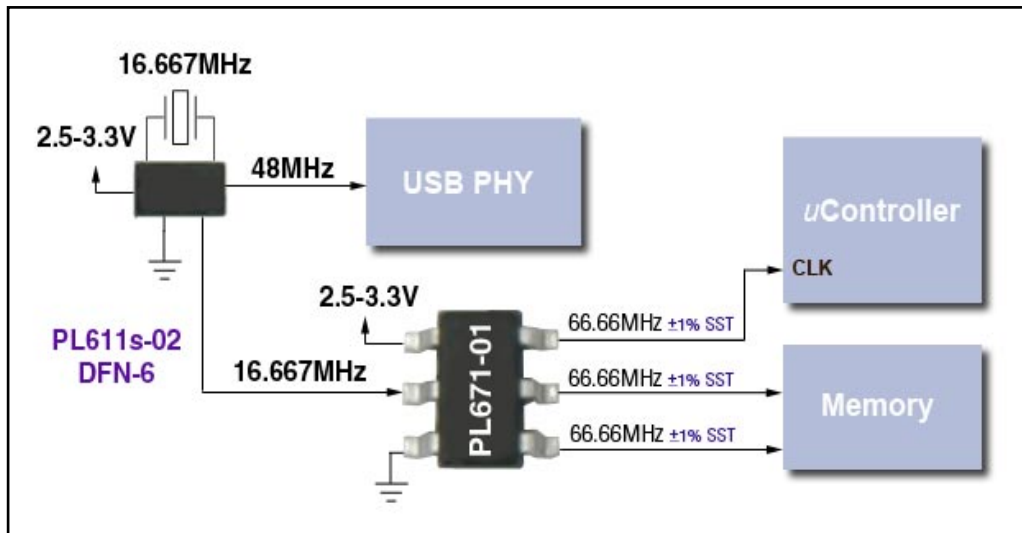 16.667MHz
2.5-3.3V
48MHz
USB PHY
uController
CLK
2.5-3.3V
66.66MHz ±1% SST
PL611s-02
DFN-6
16.667MHz
PL671-01
66.66MHz ±1% SST
Memory
66.66MHz ±1% SST